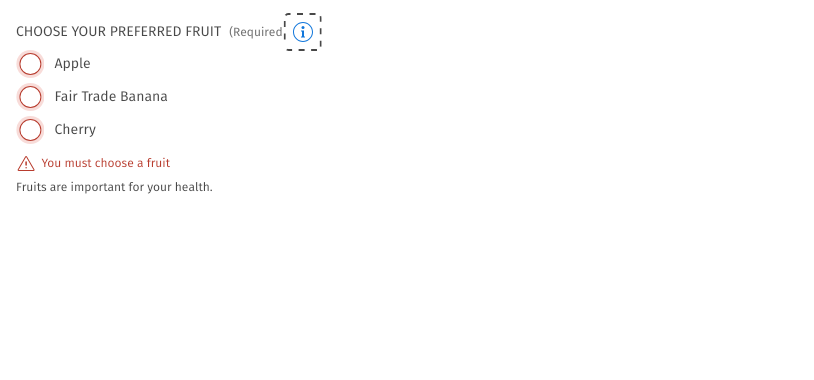 CHOOSE YOUR PREFERRED FRUIT (Required
Apple
Fair Trade Banana
Cherry
You must choose a fruit
Fruits are important for your health.